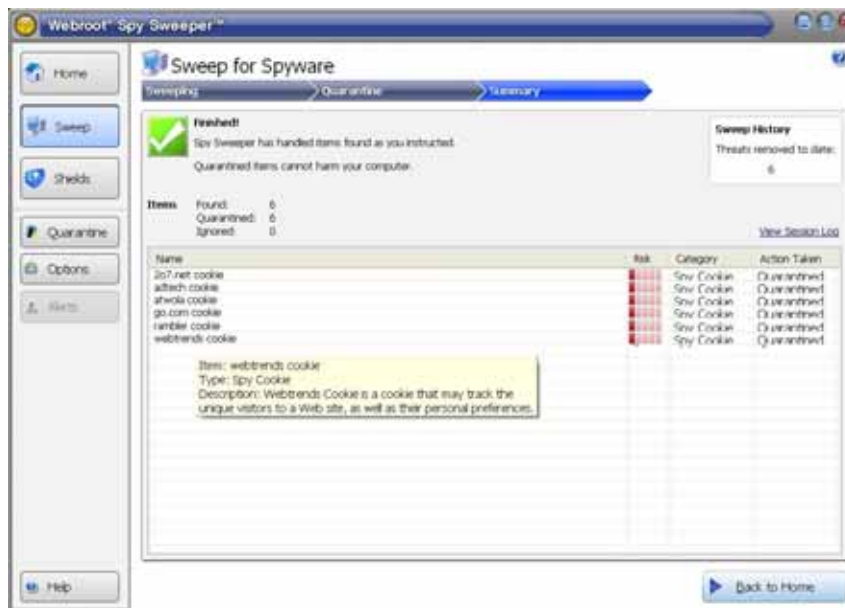 Webroot® Spy Sweeper™
Home
Sweep
Shields
Quarantine
Options
Alerts
Help
Sweep for Spyware
Sweeping
Quarantine
Summary
Finished!
Spy Sweeper has handled items found as you instructed.
Quarantined items cannot harm your computer.
Sweep History
Threats removed to date:
6
Items Found: 6
Quarantined: 6
Ignored: 0
View Session Log
Name Risk Category Action Taken
2o7.net cookie Spy Cookie Quarantined
adtech cookie Spy Cookie Quarantined
atwola cookie Spy Cookie Quarantined
go.com cookie Spy Cookie Quarantined
rambler cookie Spy Cookie Quarantined
webtrends cookie Spy Cookie Quarantined
Item: webtrends cookie
Type: Spy Cookie
Description: Webtrends Cookie is a cookie that may track the
unique visitors to a Web site, as well as their personal preferences.
Back to Home